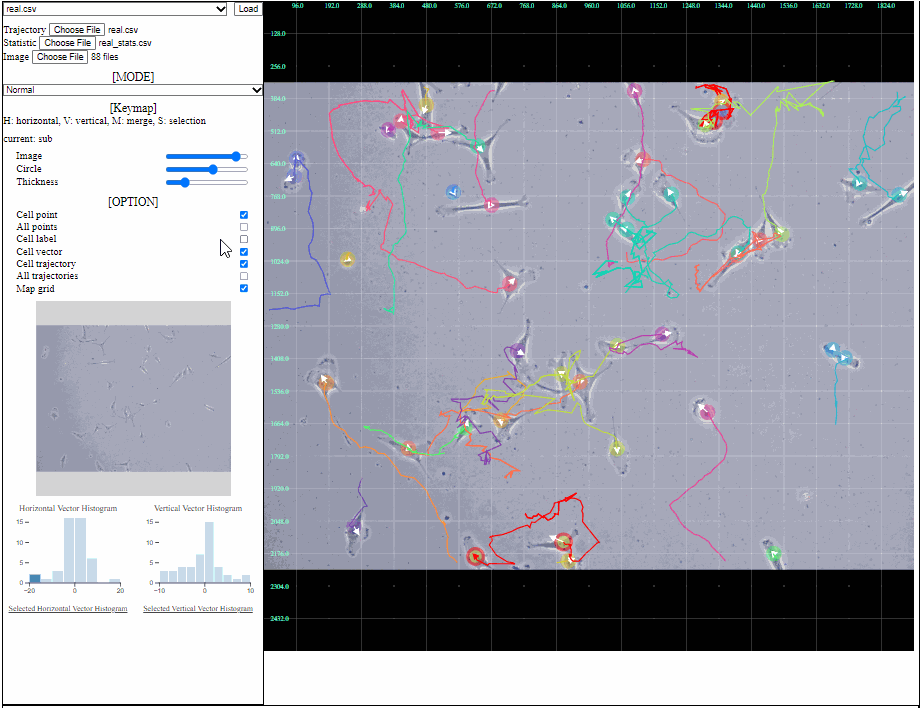 real.csv Load
Trajectory Choose File real.csv
Statistic Choose File real_stats.csv
Image Choose File 88 files
[MODE]
Normal
[Keymap]
H: horizontal, V: vertical, M: merge, S: selection
current: sub
Image
Circle
Thickness
[OPTION]
Cell point
All points
Cell label
Cell vector
Cell trajectory
All trajectories
Map grid
Horizontal Vector Histogram
15
10
5
0
−20 0 20
Selected Horizontal Vector Histogram
Vertical Vector Histogram
15
10
5
0
−10 0 10
Selected Vertical Vector Histogram
96.0 192.0 288.0 384.0 480.0 576.0 672.0 768.0 864.0 960.0 1056.0 1152.0 1248.0 1344.0 1440.0 1536.0 1632.0 1728.0 1824.0
128.0
256.0
384.0
512.0
640.0
768.0
896.0
1024.0
1152.0
1280.0
1408.0
1536.0
1664.0
1792.0
1920.0
2048.0
2176.0
2304.0
2432.0